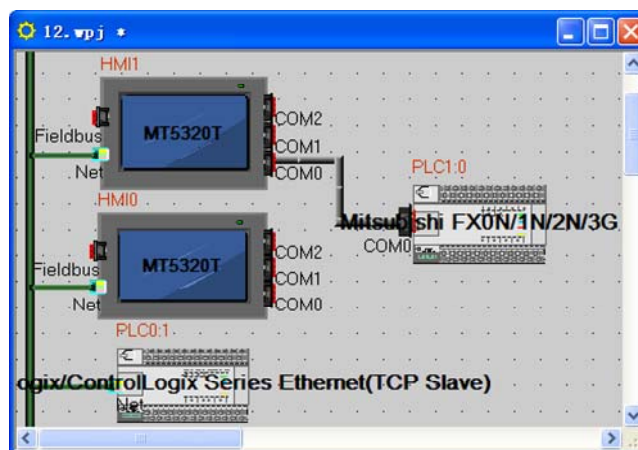 12.wpj *
HMI1
COM2
MT5320T
COM1
Fieldbus
COM0
Net
PLC1:0
HMI0
Mitsubishi FX0N/1N/2N/3G
COM0
COM2
MT5320T
Fieldbus
COM1
Net
COM0
PLC0:1
ogix/ControlLogix Series Ethernet(TCP Slave)
Net